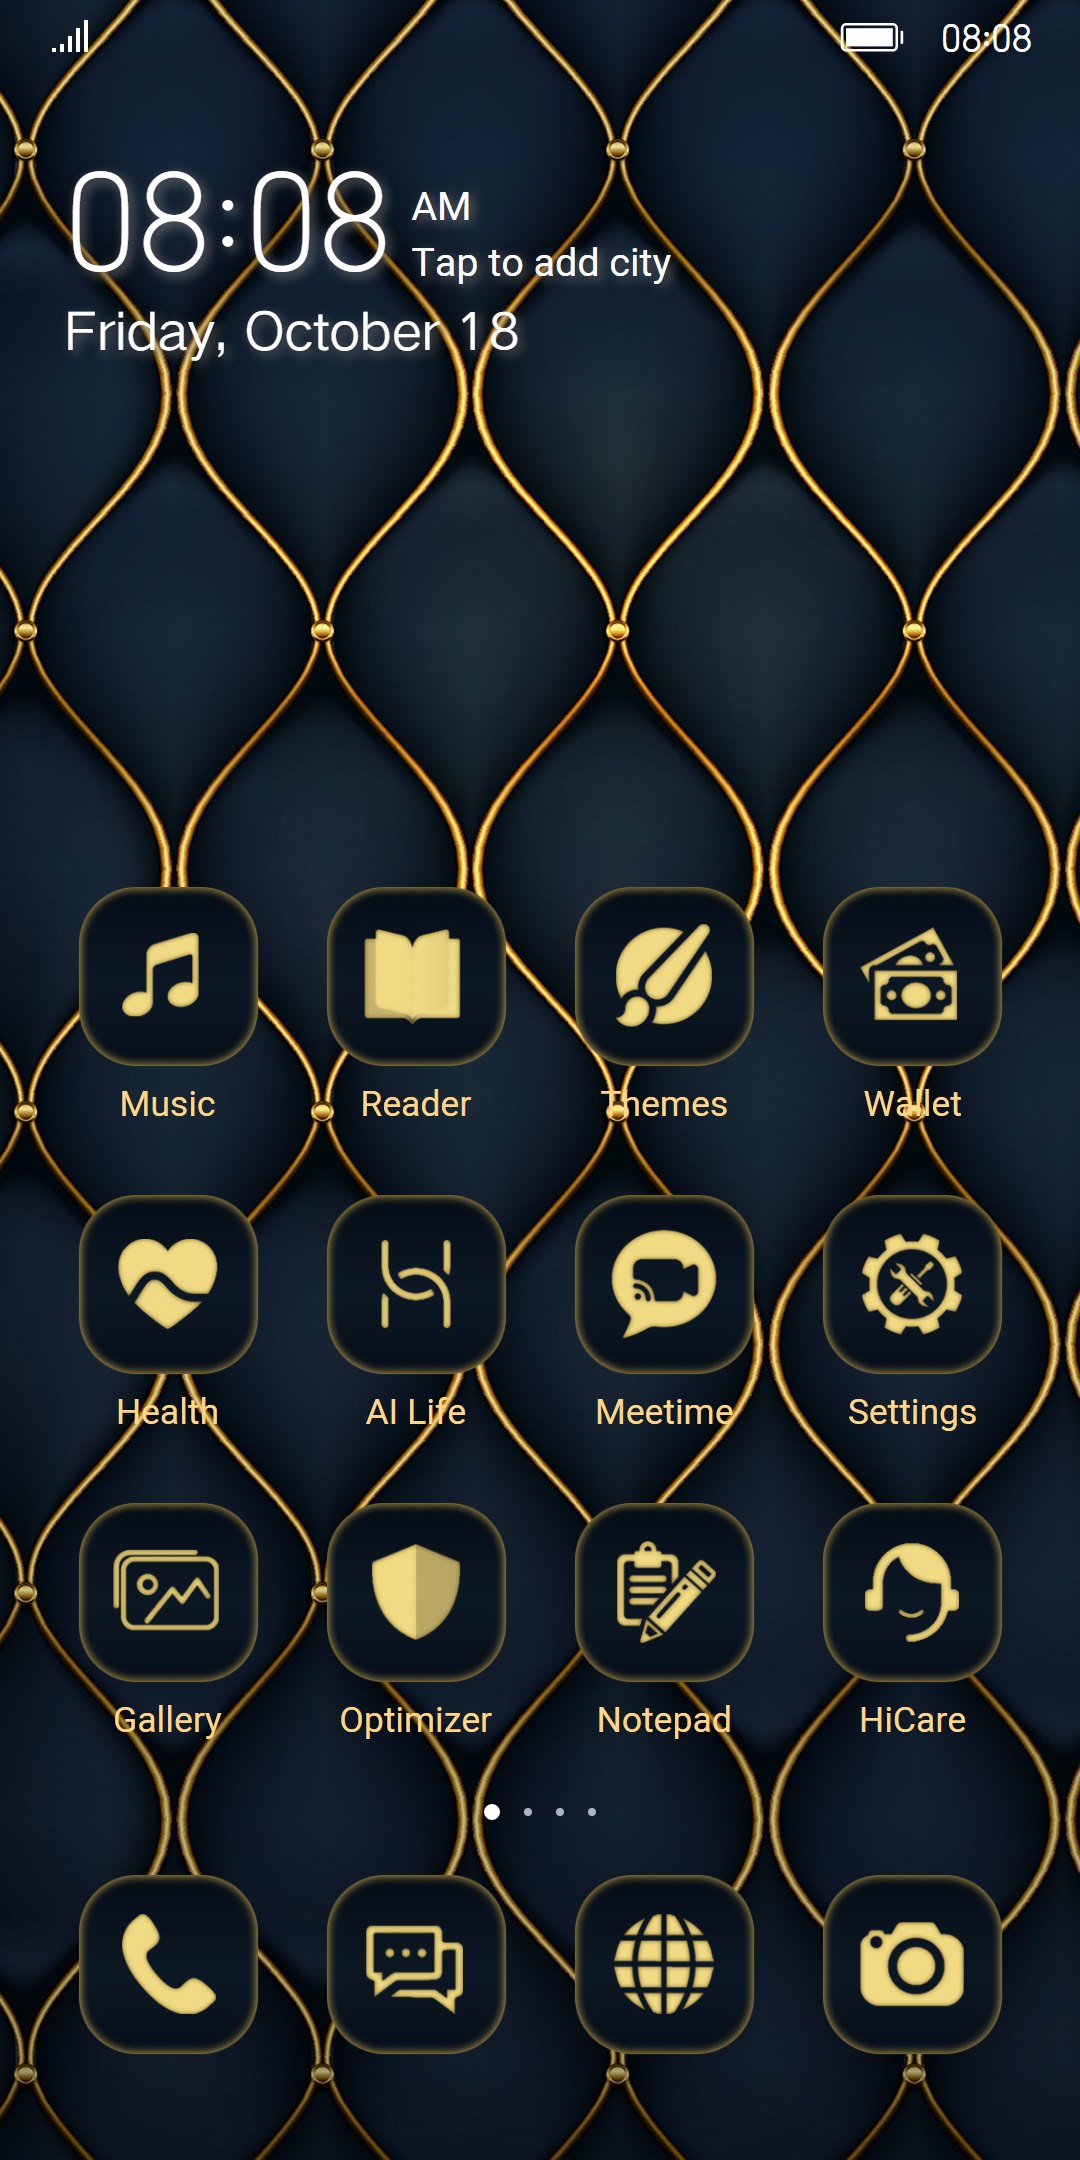 08:08
08:08 AM
Tap to add city
Friday, October 18
Music Reader Themes Wallet
Health AI Life Meetime Settings
Gallery Optimizer Notepad HiCare